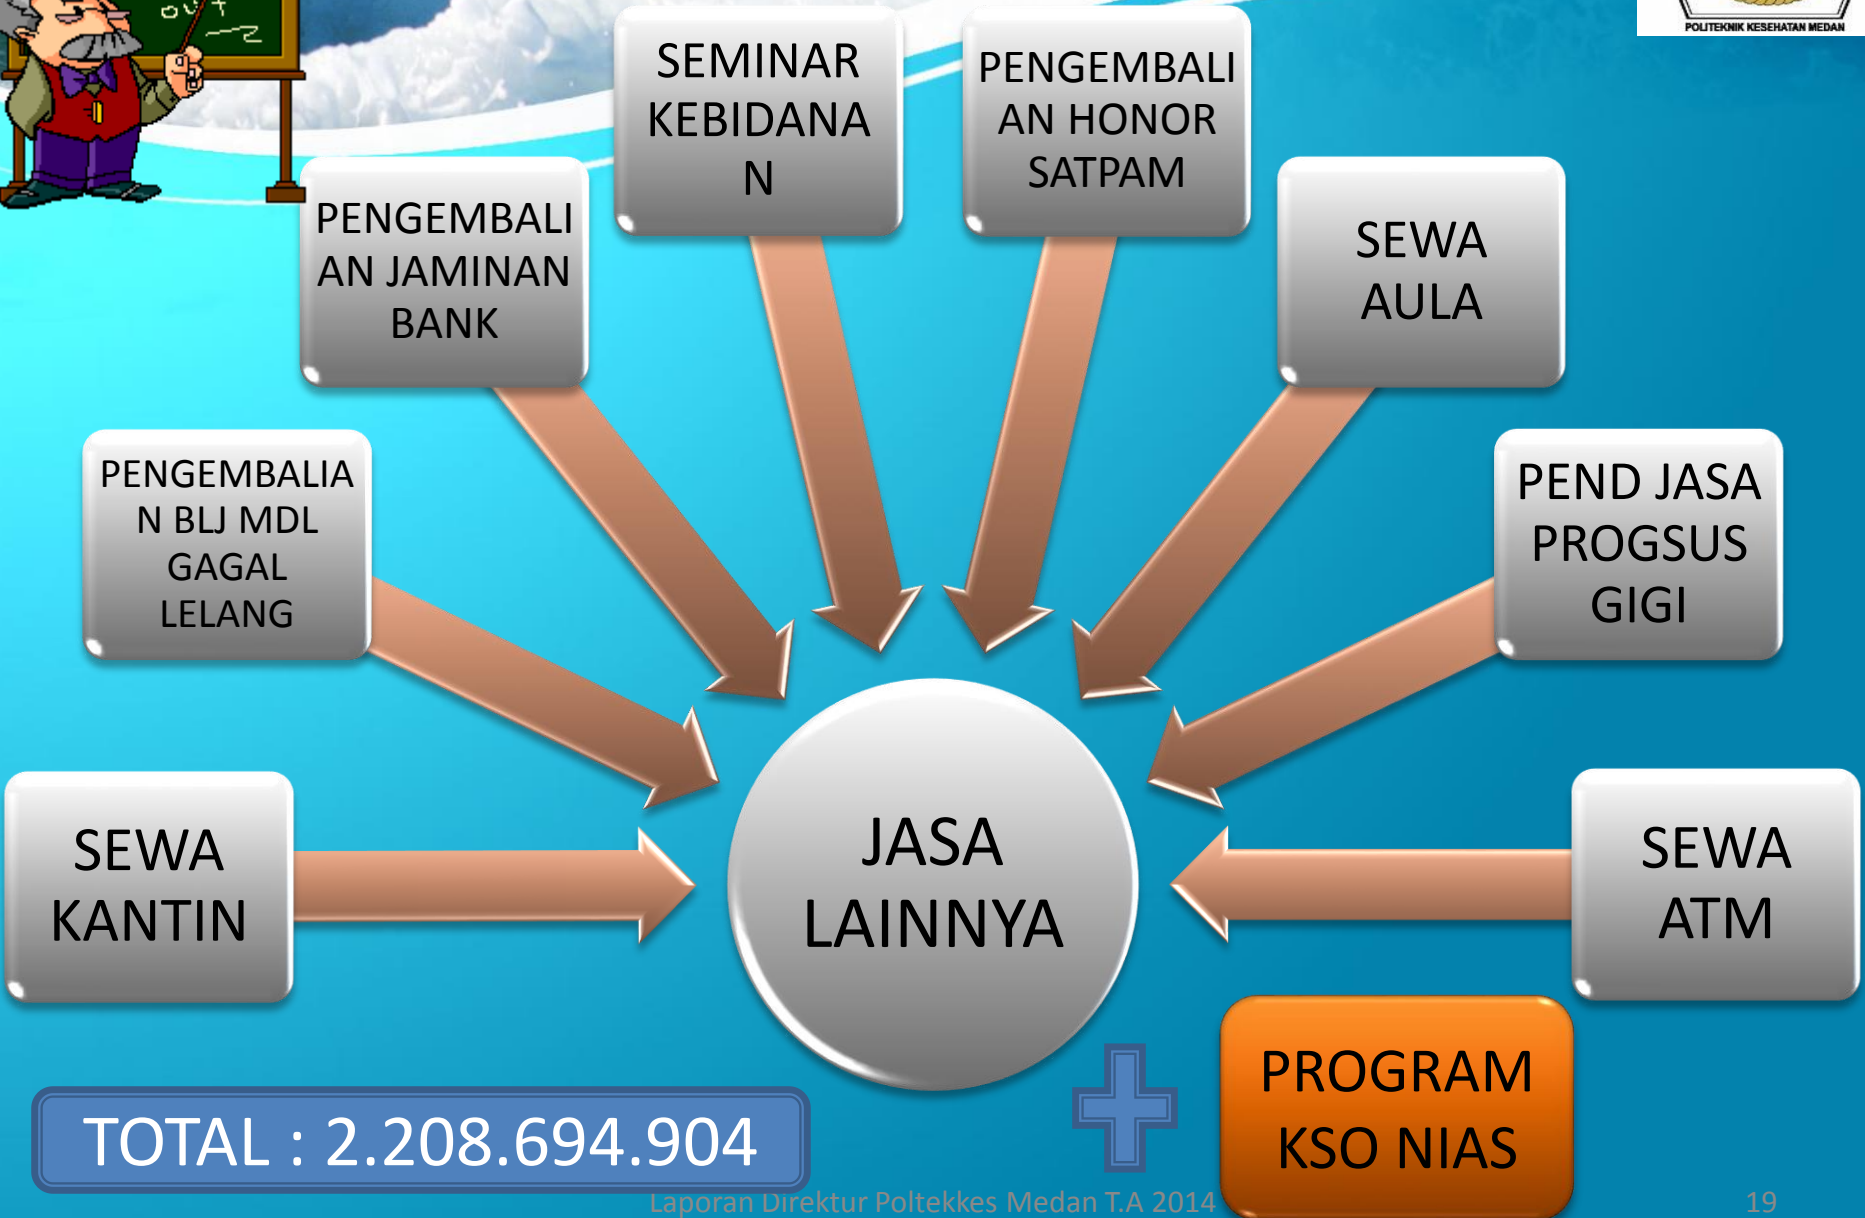 OUT
POLITEKNIK KESEHATAN MEDAN
SEMINAR
KEBIDANA
N
PENGEMBALI
AN HONOR
SATPAM
PENGEMBALI
AN JAMINAN
BANK
SEWA
AULA
PENGEMBALIA
N BLJ MDL
GAGAL
LELANG
PEND JASA
PROGSUS
GIGI
SEWA
KANTIN
JASA
LAINNYA
SEWA
ATM
PROGRAM
KSO NIAS
TOTAL : 2.208.694.904
Laporan Direktur Poltekkes Medan T.A 2014
19